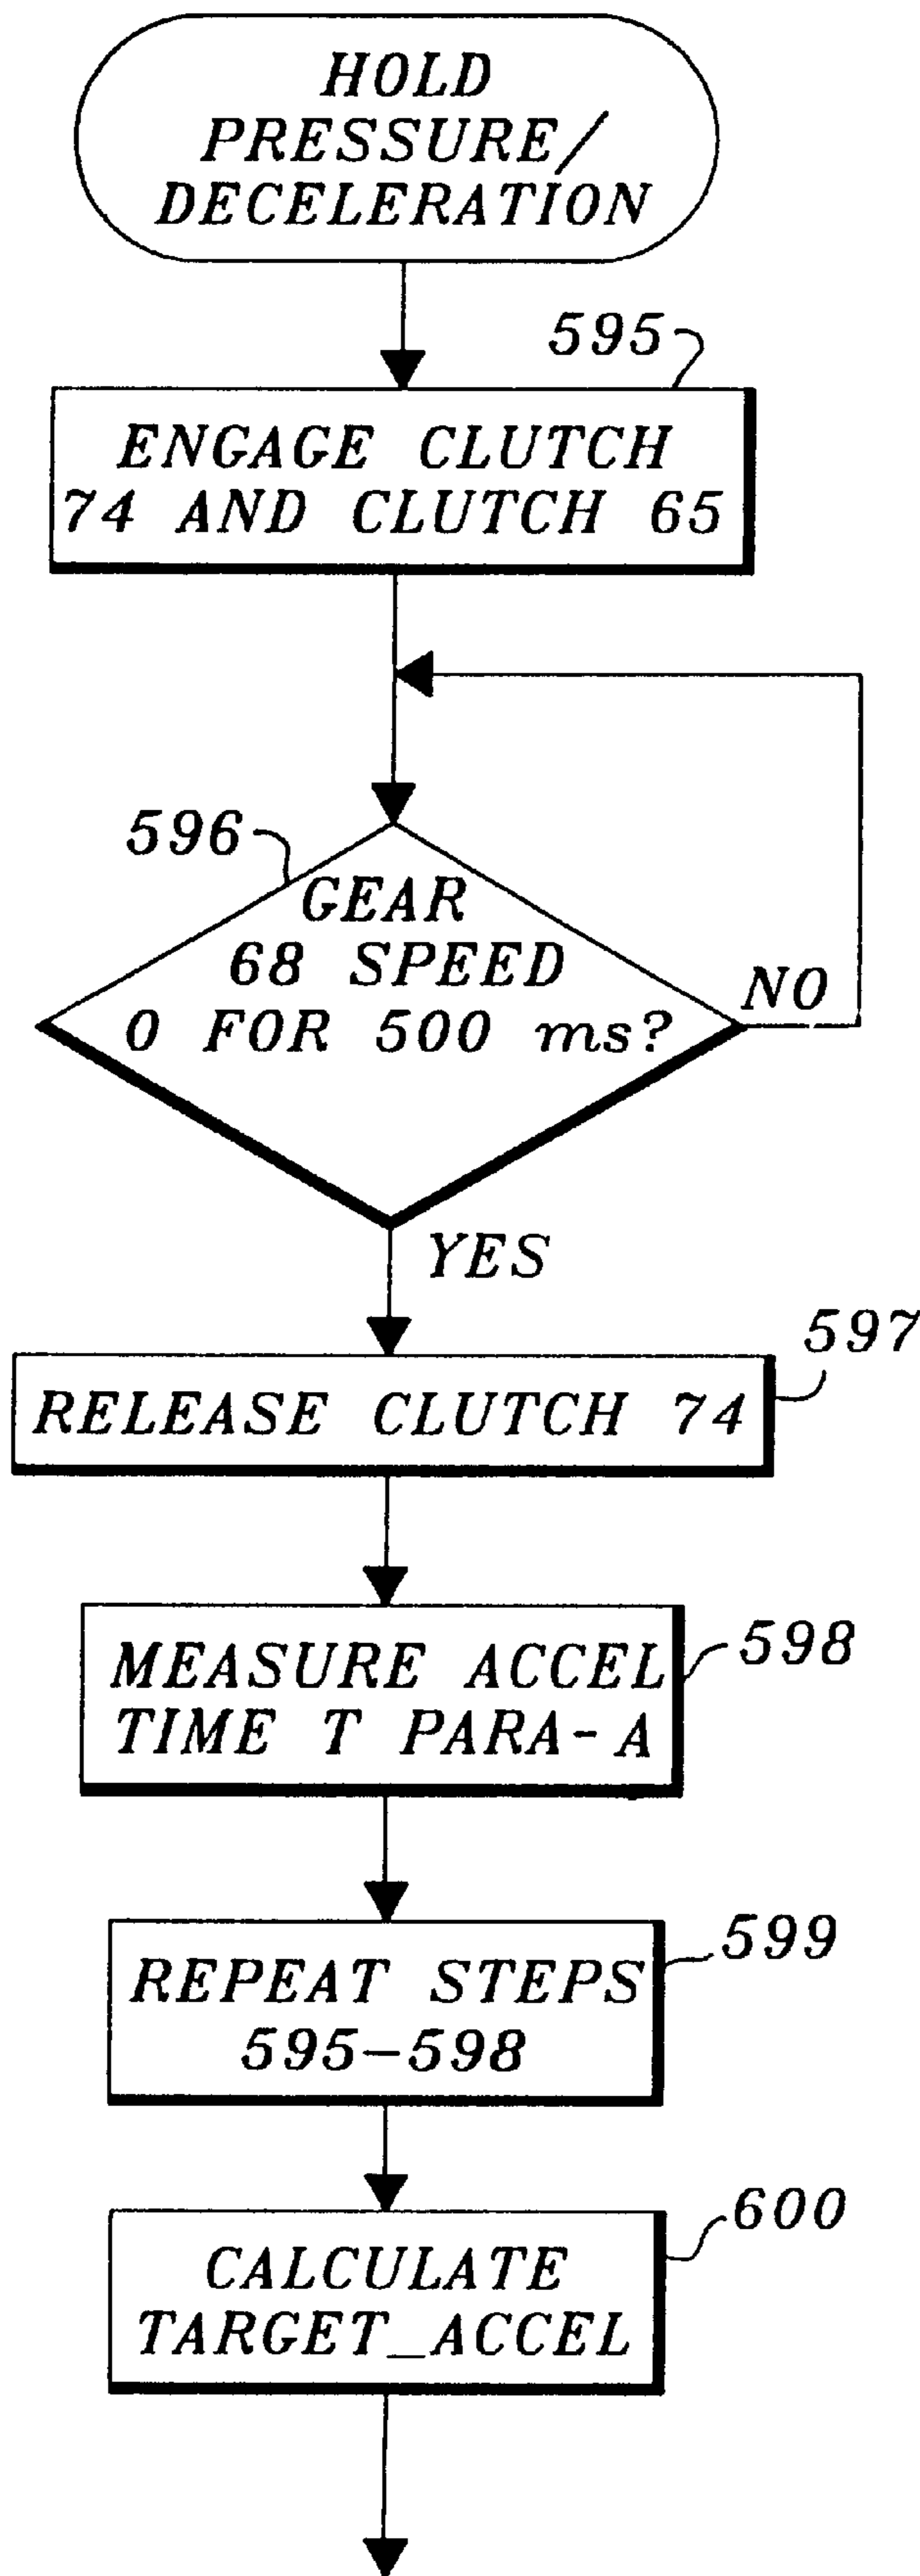 HOLD
PRESSURE/
DECELERATION
595
ENGAGE CLUTCH
74 AND CLUTCH 65
596
GEAR
68 SPEED
0 FOR 500 ms?
NO
YES
597
RELEASE CLUTCH 74
598
MEASURE ACCEL
TIME T PARA-A
599
REPEAT STEPS
595-598
600
CALCULATE
TARGET_ACCEL